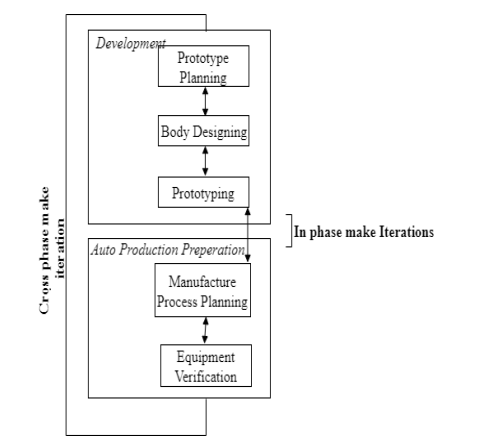 Development
Prototype
Planning
Body Designing
Prototyping
In phase make Iterations
Cross phase make
iteration
Auto Production Preperation
Manufacture
Process Planning
Equipment
Verification